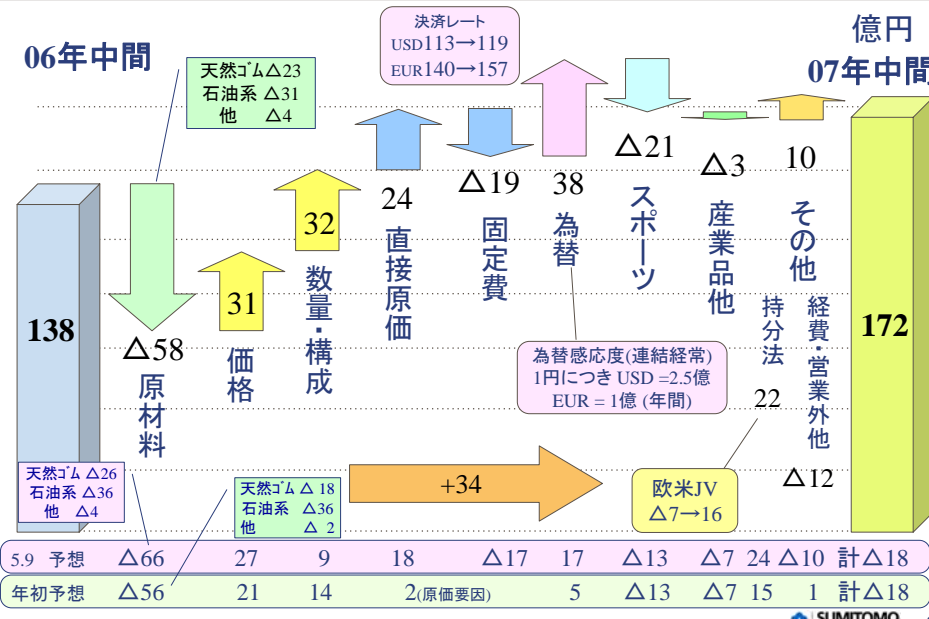 06年中間
決済レート
USD113→119
EUR140→157
億円
07年中間
天然ゴム△23
石油系 △31
他 △4
138
△58
原材料
31
価格
32
数量・構成
24
直接原価
△19
固定費
38
為替
△21
スポーツ
△3
産業品他
10
その他
持分法
22
経費・営業外他
△12
172
為替感応度(連結経常)
1円につき USD =2.5億
EUR = 1億 (年間)
天然ゴム △26
石油系 △36
他 △4
天然ゴム △ 18
石油系 △36
他 △ 2
+34
欧米JV
△7→16
5.9 予想 △66 27 9 18 △17 17 △13 △7 24 △10 計△18
年初予想 △56 21 14 2(原価要因) 5 △13 △7 15 1 計△18
SUMITOMO